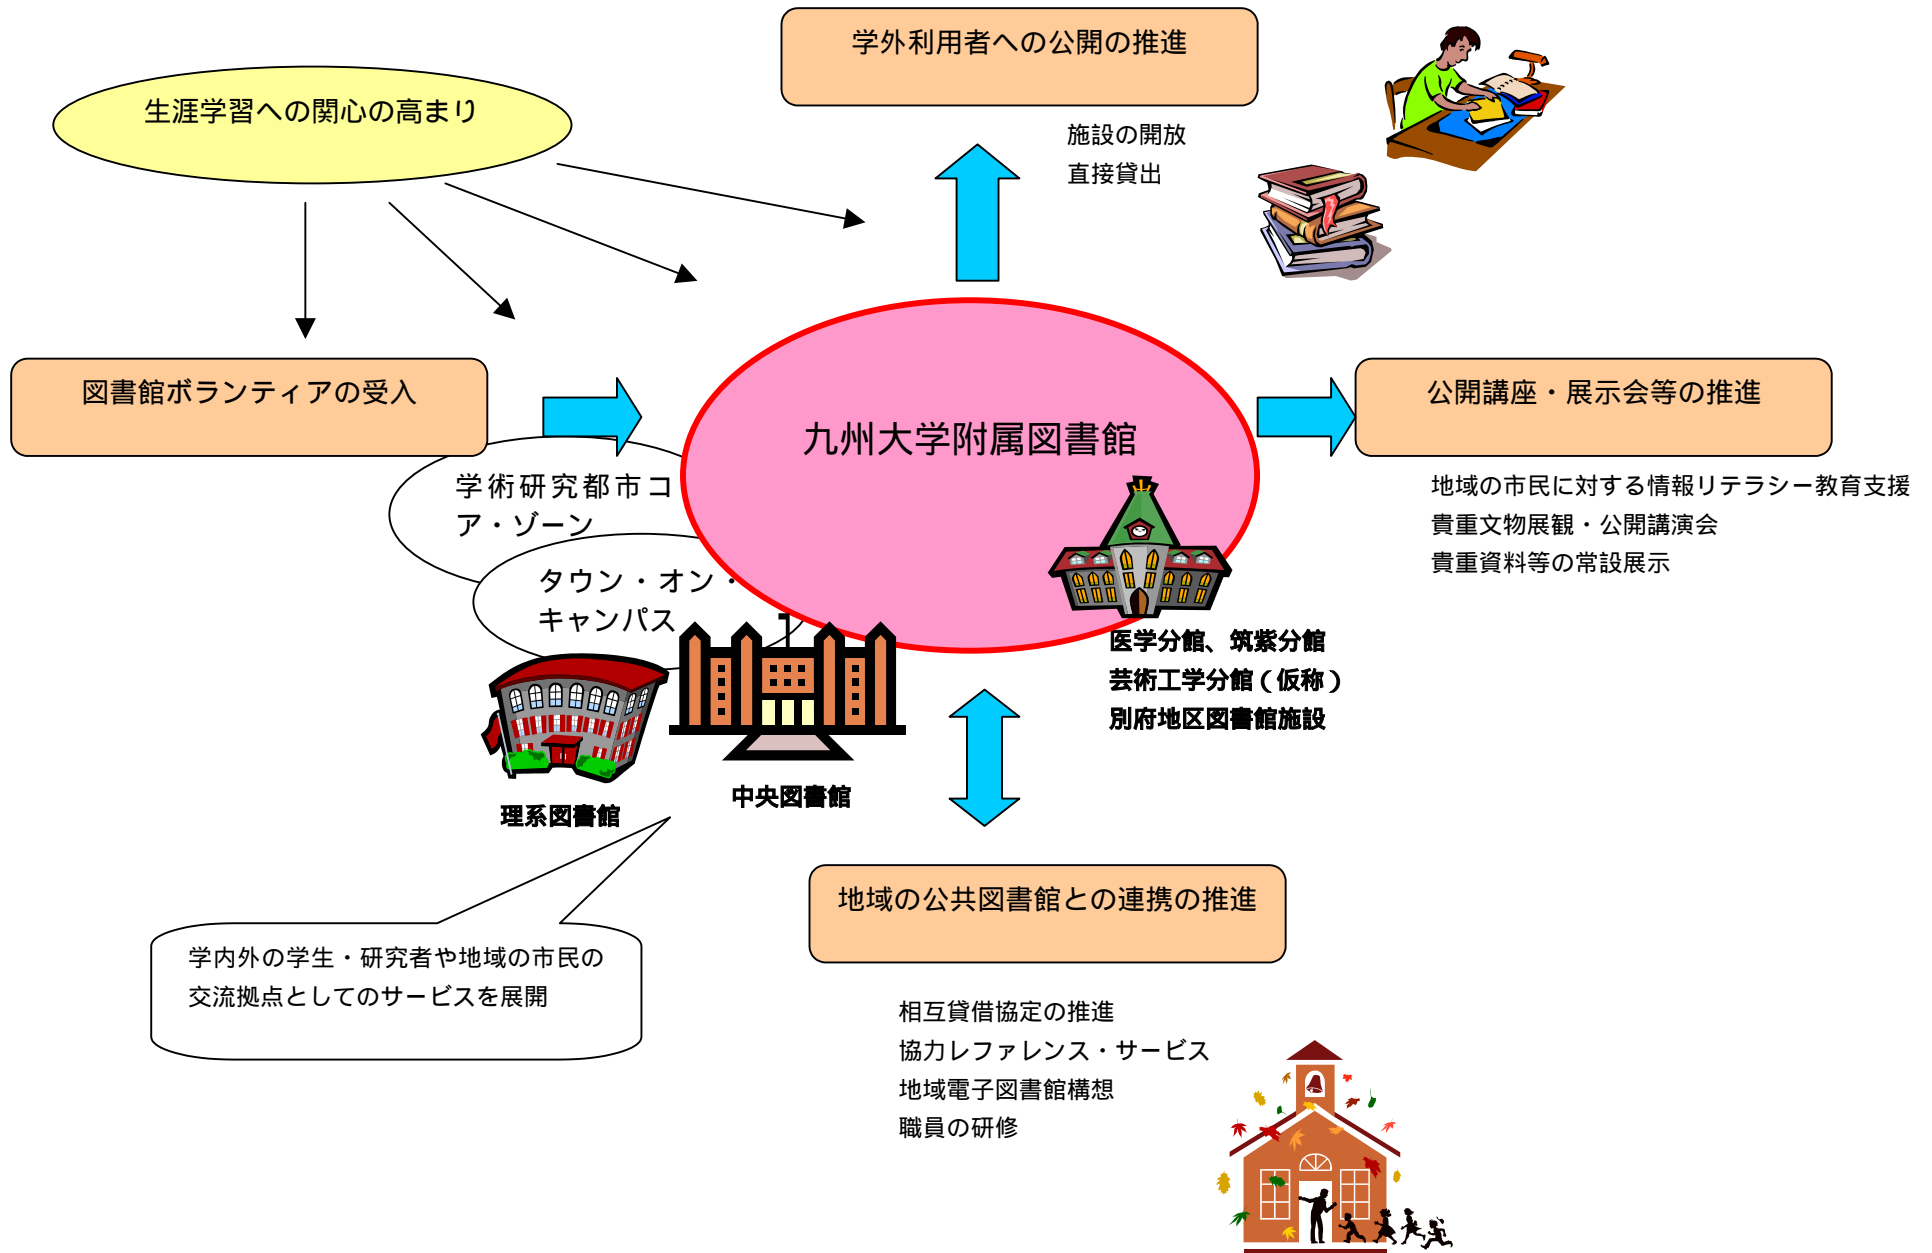 学外利用者への公開の推進
生涯学習への関心の高まり
施設の開放
直接貸出
図書館ボランティアの受入
公開講座・展示会等の推進
九州大学附属図書館
学術研究都市コ
ア・ゾーン
地域の市民に対する情報リテラシー教育支援
貴重文物展観・公開講演会
貴重資料等の常設展示
タウン・オン・
キャンパス
医学分館、筑紫分館
芸術工学分館(仮称)
別府地区図書館施設
中央図書館
理系図書館
地域の公共図書館との連携の推進
学内外の学生・研究者や地域の市民の
交流拠点としてのサービスを展開
相互貸借協定の推進
協力レファレンス・サービス
地域電子図書館構想
職員の研修